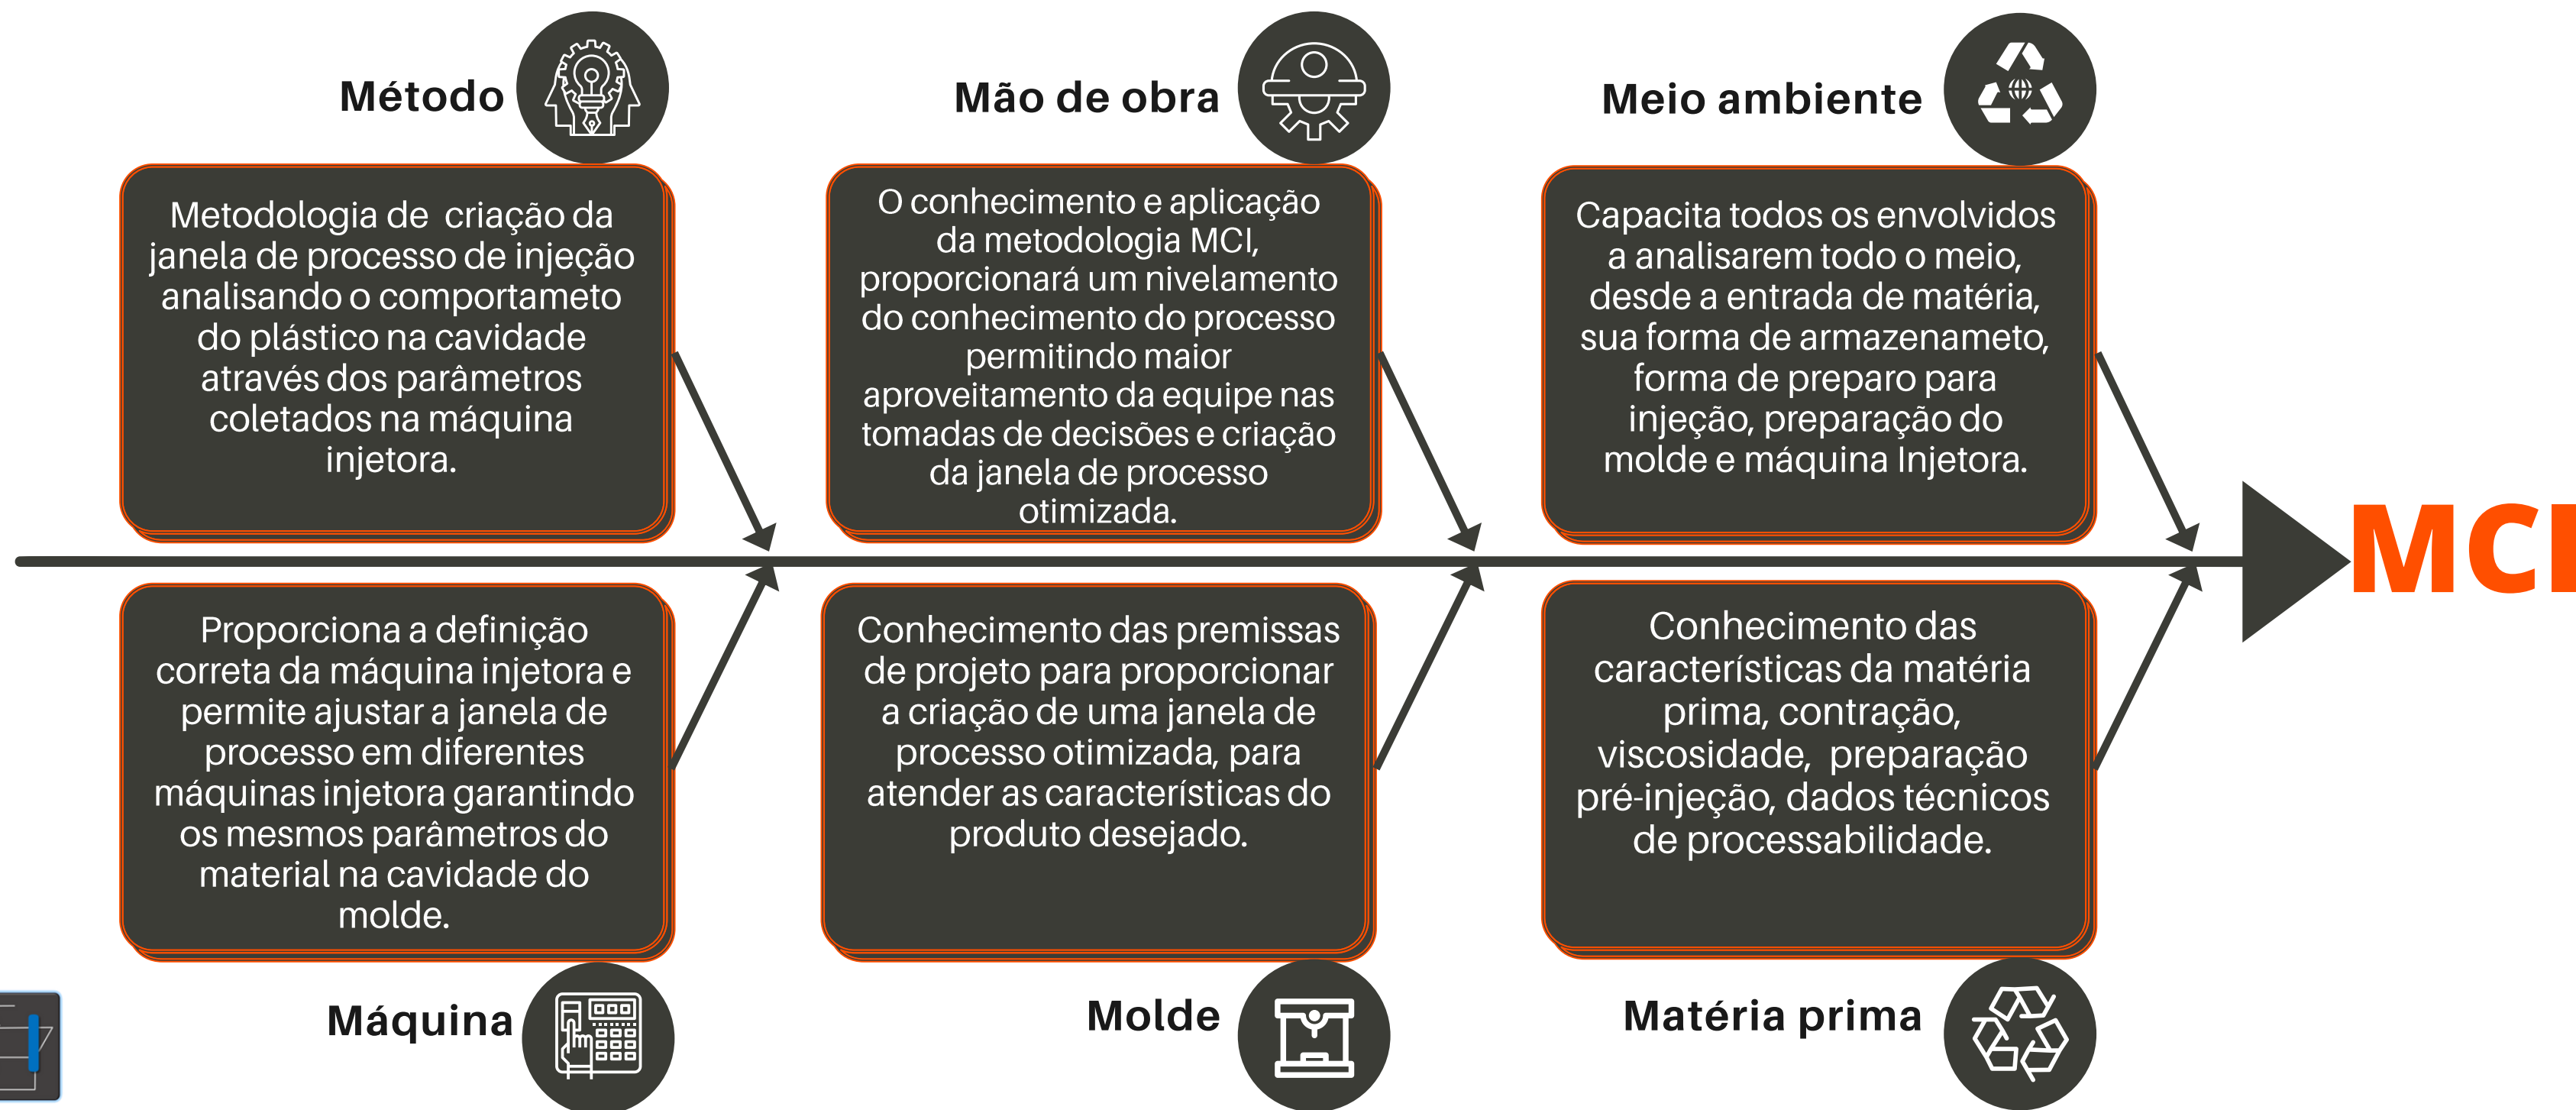 Método
Metodologia de criação da
janela de processo de injeção
analisando o comportameto
do plástico na cavidade
através dos parâmetros
coletados na máquina
injetora.
Mão de obra
O conhecimento e aplicação
da metodologia MCI,
proporcionará um nivelamento
do conhecimento do processo
permitindo maior
aproveitamento da equipe nas
tomadas de decisões e criação
da janela de processo
otimizada.
Meio ambiente
Capacita todos os envolvidos
a analisarem todo o meio,
desde a entrada de matéria,
sua forma de armazenameto,
forma de preparo para
injeção, preparação do
molde e máquina Injetora.
MCI
Proporciona a definição
correta da máquina injetora e
permite ajustar a janela de
processo em diferentes
máquinas injetora garantindo
os mesmos parâmetros do
material na cavidade do
molde.
Máquina
Conhecimento das premissas
de projeto para proporcionar
a criação de uma janela de
processo otimizada, para
atender as características do
produto desejado.
Molde
Conhecimento das
características da matéria
prima, contração,
viscosidade, preparação
pré-injeção, dados técnicos
de processabilidade.
Matéria prima